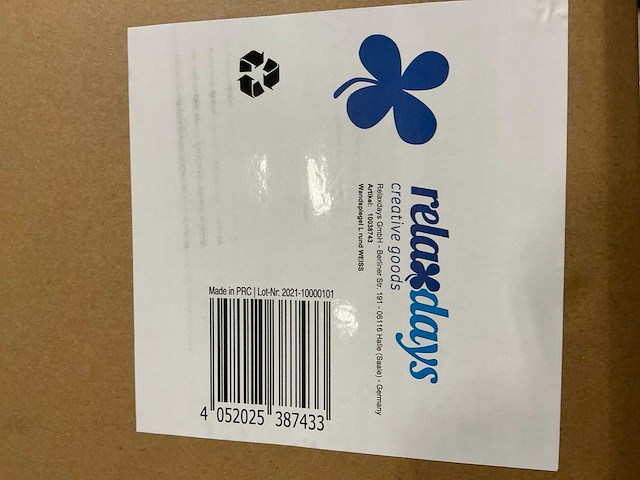 relaxdays
creative goods
Relaxdays GmbH - Berliner Str. 191 - 06116 Halle (Saale) - Germany
Artikel: 10038743
Wandspiegel L rund WEISS
Made in PRC | Lot-Nr: 2021-10000101
4 052025 387433